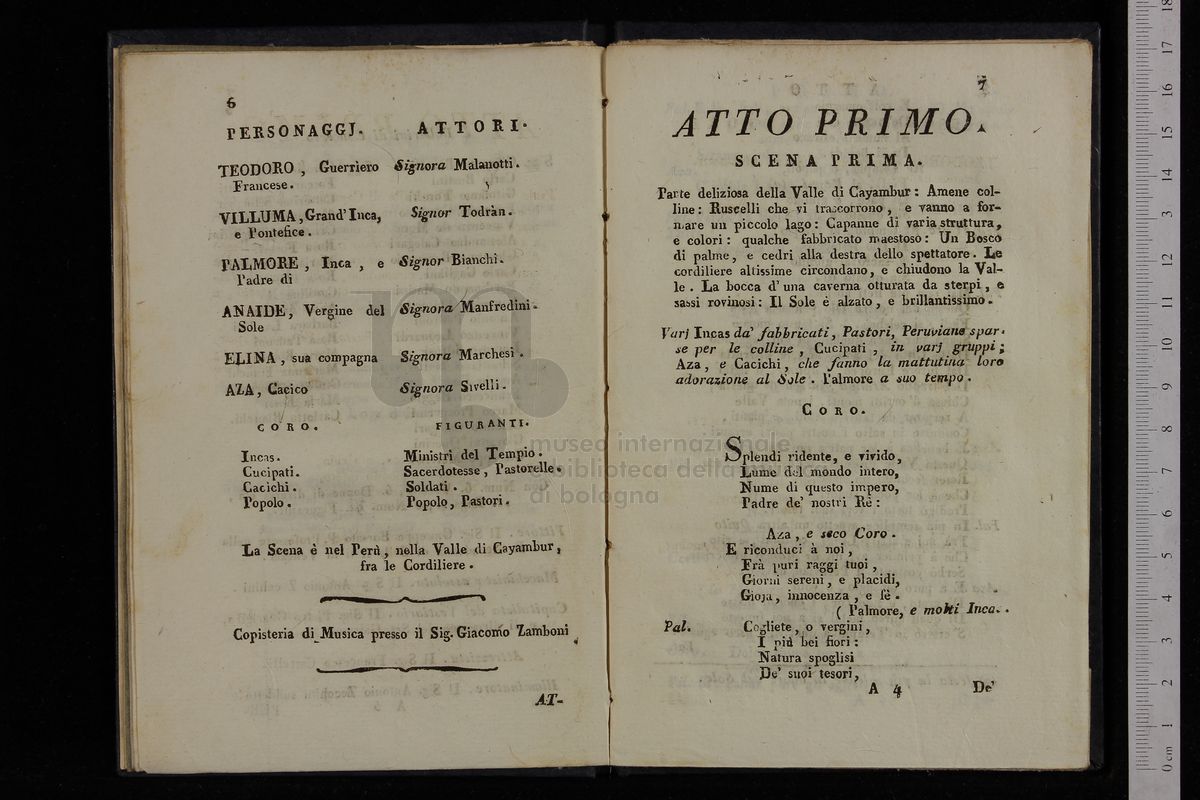 6
PERSONAGGJ. ATTORI.
TEODORO, Guerriero Signora Malanotti.
Francese.
VILLUMA, Grand' Inca, Signor Todràn.
e Pontefice.
PALMORE, Inca, e Signor Bianchi.
Padre di
ANAIDE, Vergine del Signora Manfredini.
Sole
ELINA, sua compagna Signora Marchesi.
AZA, Cacico Signora Sivelli.
CORO. FIGURANTI.
Incas. Ministri del Tempio.
Cucipati. Sacerdotesse, Pastorelle.
Cacichi. Soldati.
Popolo. Popolo, Pastori.
La Scena è nel Perù, nella Valle di Cayambur,
fra le Cordiliere.
Copisteria di Musica presso il Sig. Giacomo Zamboni
AT-
7
ATTO PRIMO.
SCENA PRIMA.
Parte deliziosa della Valle di Cayambur: Amene col-
line: Ruscelli che vi trascorrono, e vanno a for-
mare un piccolo lago: Capanne di varia struttura,
e colori: qualche fabbricato maestoso: Un Bosco
di palme, e cedri alla destra dello spettatore. Le
cordiliere altissime circondano, e chiudono la Val-
le. La bocca d'una caverna otturata da sterpi, e
sassi rovinosi: Il Sole è alzato, e brillantissimo.
Varj Incas da' fabbricati, Pastori, Peruviane spar-
se per le colline, Cucipati, in varj gruppi;
Aza, e Cacichi, che fanno la mattutina loro
adorazione al Sole. Palmore a suo tempo.
CORO.
Splendi ridente, e vivido,
Lume del mondo intero,
Nume di questo impero,
Padre de' nostri Rè:
Aza, e seco Coro.
E riconduci à noi,
Frà puri raggi tuoi,
Giorni sereni, e placidi,
Gioja, innocenza, e fè.
( Palmore, e molti Inca.
Pal. Cogliete, o vergini,
I più bei fiori:
Natura spoglisi
De' suoi tesori,
A 4 De'
museo internazionale
e biblioteca della musica
di bologna